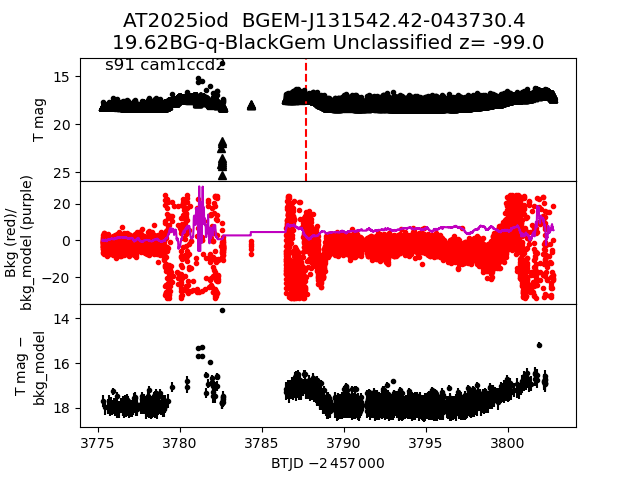 AT2025iod  BGEM-J131542.42-043730.4
19.62BG-q-BlackGem Unclassified z= -99.0
s91 cam1ccd2
15
20
25
T mag
20
0
−20
Bkg (red)/
bkg_model (purple)
14
16
18
T mag −
bkg_model
3775 3780 3785 3790 3795 3800
BTJD −2 457 000